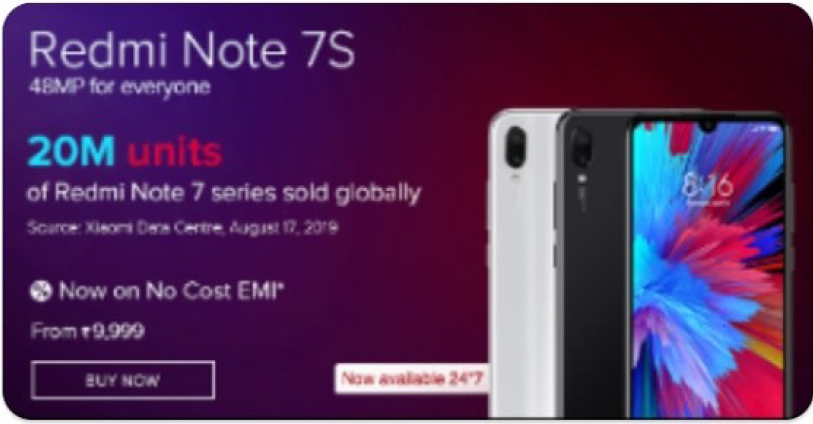 Redmi Note 7S
48MP for everyone
20M units
of Redmi Note 7 series sold globally
Source: Xiaomi Data Centre, August 17, 2019
Now on No Cost EMI*
From ₹9,999
BUY NOW
Now available 24*7
8:16